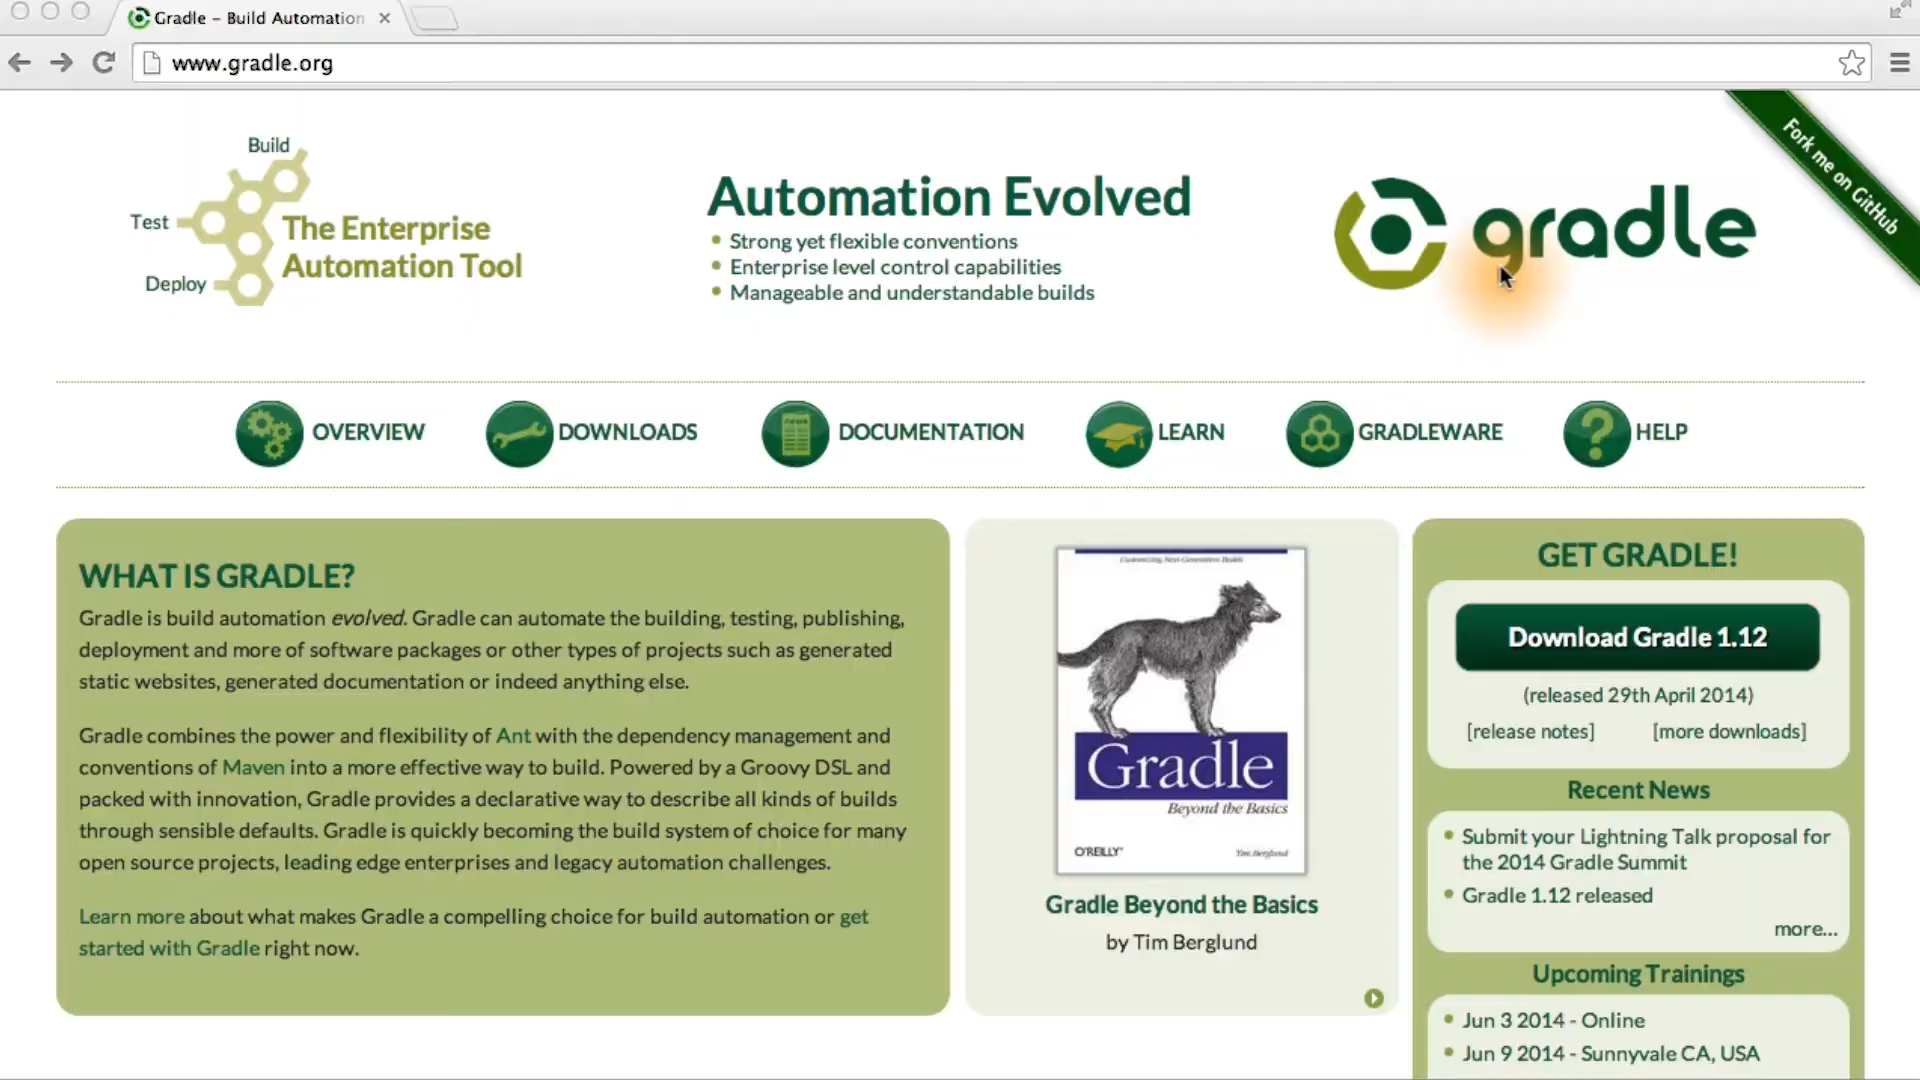 Gradle – Build Automation
www.gradle.org
Fork me on GitHub
Build
Test
Deploy
The Enterprise
Automation Tool
Automation Evolved
Strong yet flexible conventions
Enterprise level control capabilities
Manageable and understandable builds
gradle
OVERVIEW
DOWNLOADS
DOCUMENTATION
LEARN
GRADLEWARE
HELP
WHAT IS GRADLE?
Gradle is build automation evolved. Gradle can automate the building, testing, publishing,
deployment and more of software packages or other types of projects such as generated
static websites, generated documentation or indeed anything else.
Gradle combines the power and flexibility of Ant with the dependency management and
conventions of Maven into a more effective way to build. Powered by a Groovy DSL and
packed with innovation, Gradle provides a declarative way to describe all kinds of builds
through sensible defaults. Gradle is quickly becoming the build system of choice for many
open source projects, leading edge enterprises and legacy automation challenges.
Learn more about what makes Gradle a compelling choice for build automation or get
started with Gradle right now.
Customizing Next-Generation Builds
Gradle
Beyond the Basics
O'REILLY®
Tim Berglund
Gradle Beyond the Basics
by Tim Berglund
GET GRADLE!
Download Gradle 1.12
(released 29th April 2014)
[release notes]
[more downloads]
Recent News
Submit your Lightning Talk proposal for
the 2014 Gradle Summit
Gradle 1.12 released
more...
Upcoming Trainings
Jun 3 2014 - Online
Jun 9 2014 - Sunnyvale CA, USA